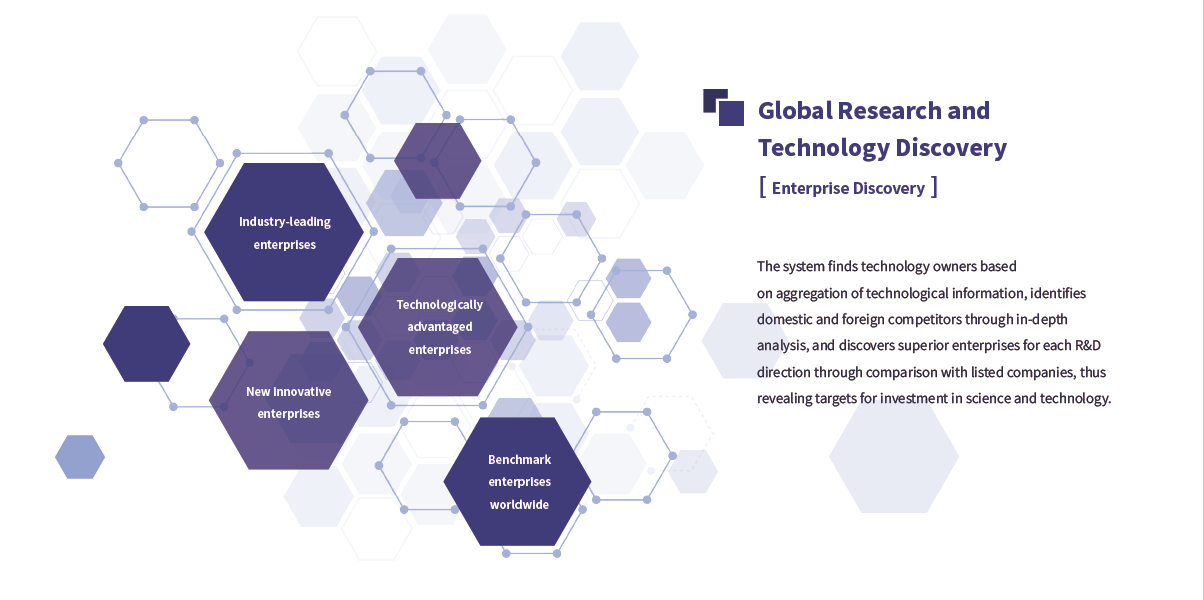 Global Research and
Technology Discovery
[ Enterprise Discovery ]
The system finds technology owners based
on aggregation of technological information, identifies
domestic and foreign competitors through in-depth
analysis, and discovers superior enterprises for each R&D
direction through comparison with listed companies, thus
revealing targets for investment in science and technology.
Industry-leading
enterprises
Technologically
advantaged
enterprises
New innovative
enterprises
Benchmark
enterprises
worldwide